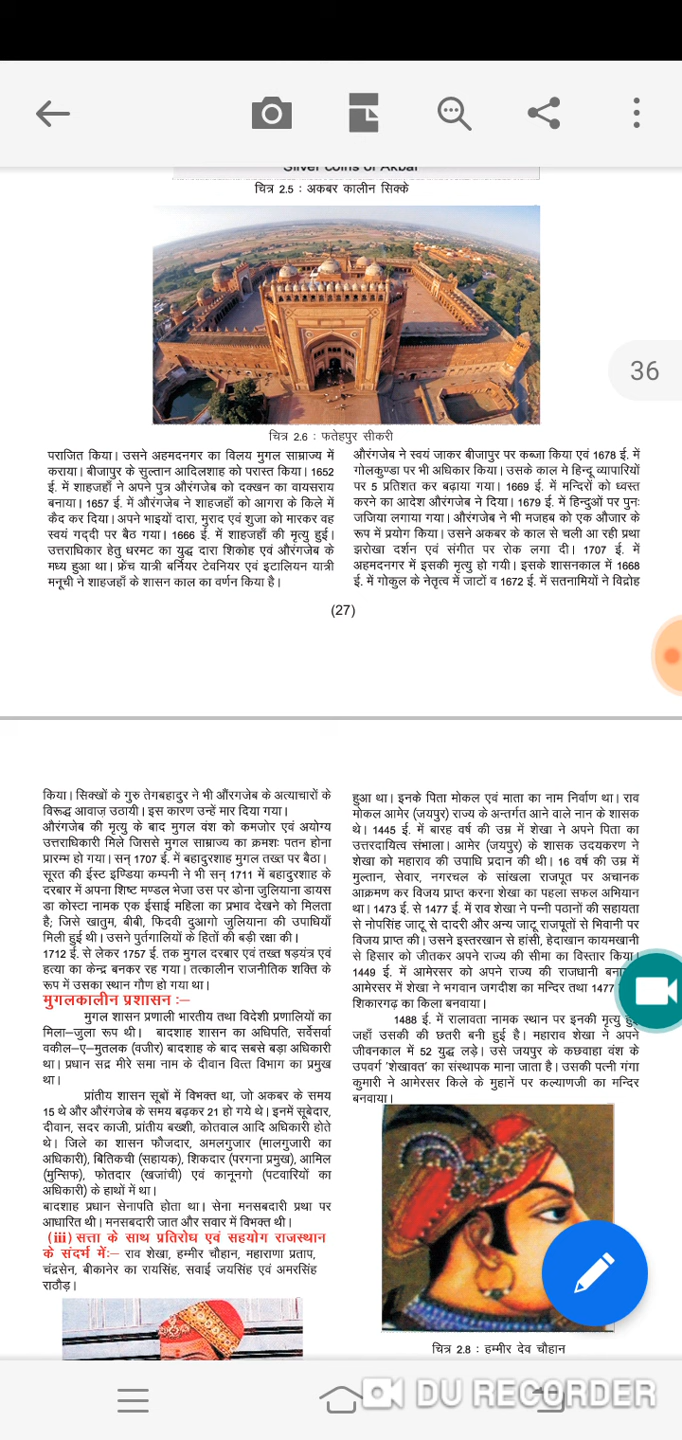 Silver coins of Akbar
चित्र 2.5 : अकबर कालीन सिक्के
36
चित्र 2.6 : फतेहपुर सीकरी
पराजित किया। उसने अहमदनगर का विलय मुगल साम्राज्य में
कराया। बीजापुर के सुल्तान आदिलशाह को परास्त किया। 1652
ई. में शाहजहाँ ने अपने पुत्र औरंगजेब को दक्खन का वायसराय
बनाया। 1657 ई. में औरंगजेब ने शाहजहाँ को आगरा के किले में
कैद कर दिया। अपने भाइयों दारा, मुराद एवं शुजा को मारकर वह
स्वयं गद्दी पर बैठ गया। 1666 ई. में शाहजहाँ की मृत्यु हुई।
उत्तराधिकार हेतु धरमट का युद्ध दारा शिकोह एवं औरंगजेब के
मध्य हुआ था। फ्रेंच यात्री बर्नियर टेवनियर एवं इटालियन यात्री
मनूची ने शाहजहाँ के शासन काल का वर्णन किया है।
औरंगजेब ने स्वयं जाकर बीजापुर पर कब्जा किया एवं 1678 ई. में
गोलकुण्डा पर भी अधिकार किया। उसके काल मे हिन्दू व्यापारियों
पर 5 प्रतिशत कर बढ़ाया गया। 1669 ई. में मन्दिरों को ध्वस्त
करने का आदेश औरंगजेब ने दिया। 1679 ई. में हिन्दुओं पर पुनः
जजिया लगाया गया। औरंगजेब ने भी मजहब को एक औजार के
रूप में प्रयोग किया। उसने अकबर के काल से चली आ रही प्रथा
झरोखा दर्शन एवं संगीत पर रोक लगा दी। 1707 ई. में
अहमदनगर में इसकी मृत्यु हो गयी। इसके शासनकाल में 1668
ई. में गोकुल के नेतृत्व में जाटों व 1672 ई. में सतनामियों ने विद्रोह
(27)
किया। सिक्खों के गुरु तेगबहादुर ने भी औंरगजेब के अत्याचारों के
विरूद्ध आवाज़ उठायी। इस कारण उन्हें मार दिया गया।
औरंगजेब की मृत्यु के बाद मुगल वंश को कमजोर एवं अयोग्य
उत्तराधिकारी मिले जिससे मुगल साम्राज्य का क्रमशः पतन होना
प्रारम्भ हो गया। सन् 1707 ई. में बहादुरशाह मुगल तख्त पर बैठा।
सूरत की ईस्ट इण्डिया कम्पनी ने भी सन् 1711 में बहादुरशाह के
दरबार में अपना शिष्ट मण्डल भेजा उस पर डोना जुलियाना डायस
डा कोस्टा नामक एक ईसाई महिला का प्रभाव देखने को मिलता
है; जिसे खातुम, बीबी, फिदवी दुआगो जुलियाना की उपाधियाँ
मिली हुई थी। उसने पुर्तगालियों के हितों की बड़ी रक्षा की।
1712 ई. से लेकर 1757 ई. तक मुगल दरबार एवं तख्त षड़यंत्र एवं
हत्या का केन्द्र बनकर रह गया। तत्कालीन राजनीतिक शक्ति के
रूप में उसका स्थान गौण हो गया था।
मुगलकालीन प्रशासन :–
मुगल शासन प्रणाली भारतीय तथा विदेशी प्रणालियों का
मिला–जुला रूप थी। बादशाह शासन का अधिपति, सर्वेसर्वा
वकील–ए–मुतलक (वजीर) बादशाह के बाद सबसे बड़ा अधिकारी
था। प्रधान सद्र मीरे समा नाम के दीवान वित्त विभाग का प्रमुख
था।
प्रांतीय शासन सूबों में विभक्त था, जो अकबर के समय
15 थे और औरंगजेब के समय बढ़कर 21 हो गये थे। इनमें सूबेदार,
दीवान, सदर काजी, प्रांतीय बख्शी, कोतवाल आदि अधिकारी होते
थे। जिले का शासन फौजदार, अमलगुजार (मालगुजारी का
अधिकारी), बितिकची (सहायक), शिकदार (परगना प्रमुख), आमिल
(मुन्सिफ), फोतदार (खजांची) एवं कानूनगो (पटवारियों का
अधिकारी) के हाथों में था।
बादशाह प्रधान सेनापति होता था। सेना मनसबदारी प्रथा पर
आधारित थी। मनसबदारी जात और सवार में विभक्त थी।
(iii) सत्ता के साथ प्रतिरोध एवं सहयोग राजस्थान
के संदर्भ में:– राव शेखा, हम्मीर चौहान, महाराणा प्रताप,
चंद्रसेन, बीकानेर का रायसिंह, सवाई जयसिंह एवं अमरसिंह
राठौड़।
हुआ था। इनके पिता मोकल एवं माता का नाम निर्वाण था। राव
मोकल आमेर (जयपुर) राज्य के अन्तर्गत आने वाले नान के शासक
थे। 1445 ई. में बारह वर्ष की उम्र में शेखा ने अपने पिता का
उत्तरदायित्व संभाला। आमेर (जयपुर) के शासक उदयकरण ने
शेखा को महाराव की उपाधि प्रदान की थी। 16 वर्ष की उम्र में
मुल्तान, सेवार, नगरचल के सांखला राजपूत पर अचानक
आक्रमण कर विजय प्राप्त करना शेखा का पहला सफल अभियान
था। 1473 ई. से 1477 ई. में राव शेखा ने पन्नी पठानों की सहायता
से नोपसिंह जाटू से दादरी और अन्य जाटू राजपूतों से भिवानी पर
विजय प्राप्त की। उसने इस्तरखान से हांसी, हेदाखान कायमखानी
से हिसार को जीतकर अपने राज्य की सीमा का विस्तार किया।
1449 ई. में आमेरसर को अपने राज्य की राजधानी
आमेरसर में शेखा ने भगवान जगदीश का मन्दिर तथा 1477
शिकारगढ़ का किला बनवाया।
1488 ई. में रालावता नामक स्थान पर इनकी मृत्यु
जहाँ उसकी की छतरी बनी हुई है। महाराव शेखा ने अपने
जीवनकाल में 52 युद्ध लड़े। उसे जयपुर के कछवाहा वंश के
उपवर्ग 'शेखावत' का संस्थापक माना जाता है। उसकी पत्नी गंगा
कुमारी ने आमेरसर किले के मुहानें पर कल्याणजी का मन्दिर
बनवाया।
चित्र 2.8 : हम्मीर देव चौहान
DU RECORDER